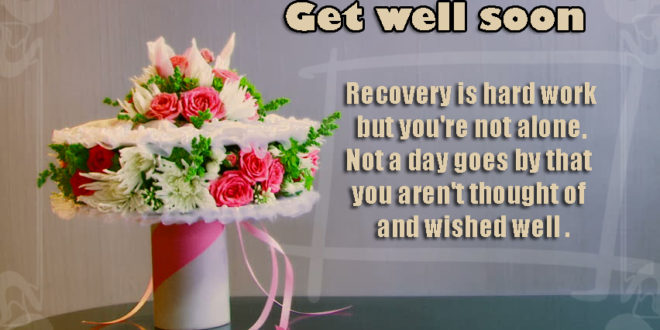 Get well soon
Recovery is hard work
but you're not alone.
Not a day goes by that
you aren't thought of
and wished well .